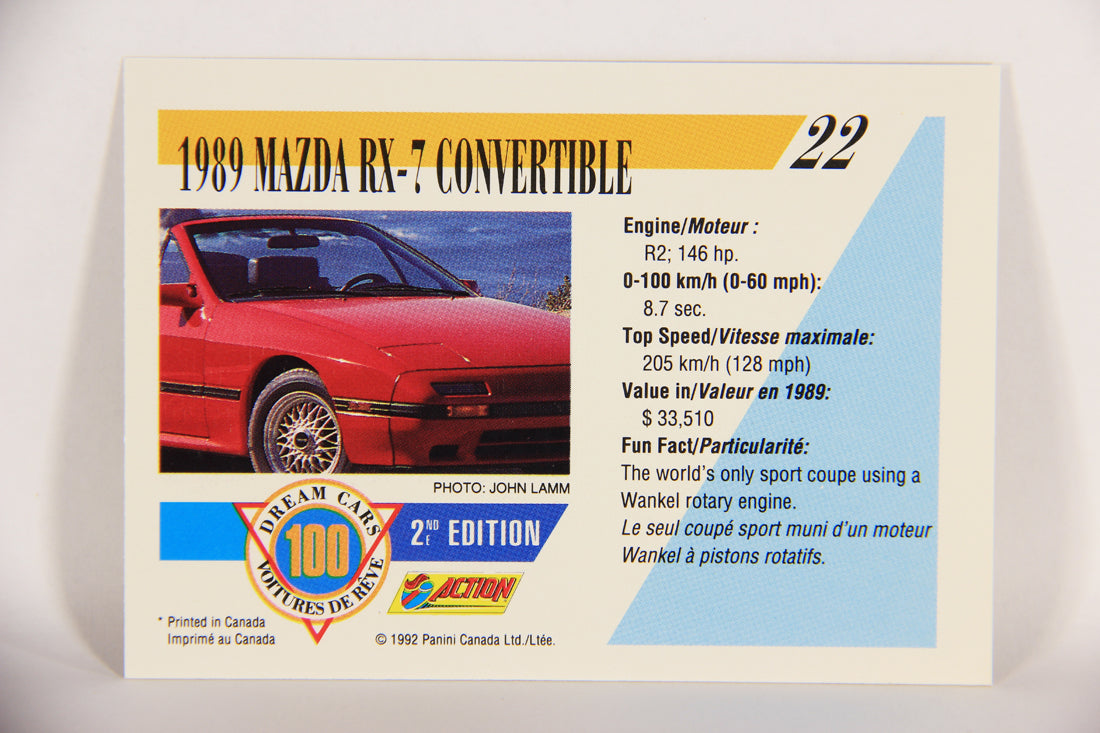 1989 MAZDA RX-7 CONVERTIBLE
22
Engine/Moteur :
R2; 146 hp.
0-100 km/h (0-60 mph):
8.7 sec.
Top Speed/Vitesse maximale:
205 km/h (128 mph)
Value in/Valeur en 1989:
$ 33,510
Fun Fact/Particularité:
The world's only sport coupe using a
Wankel rotary engine.
Le seul coupé sport muni d'un moteur
Wankel à pistons rotatifs.
PHOTO: JOHN LAMM
DREAM CARS
100
VOITURES DE RÊVE
2ND/E EDITION
ACTION
* Printed in Canada
Imprimé au Canada
© 1992 Panini Canada Ltd./Ltée.